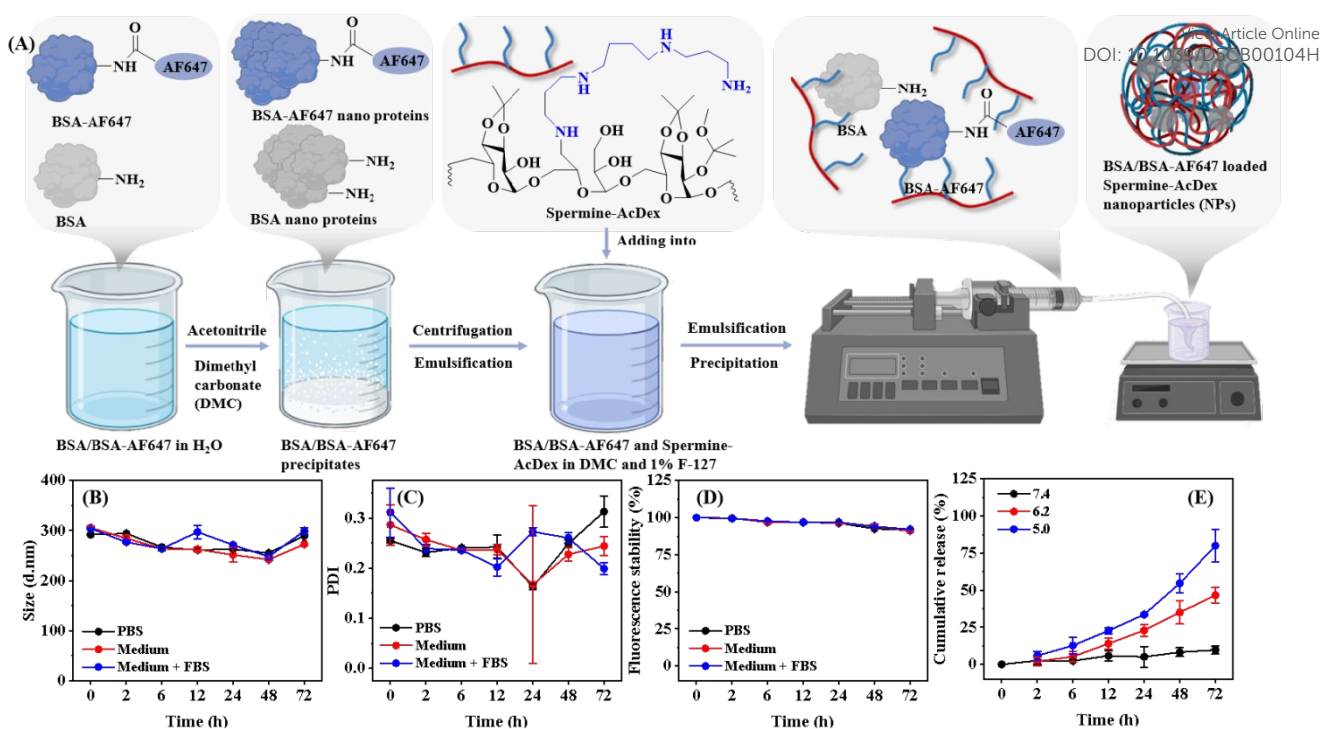 View Article Online
DOI: 10.1039/D5CB00104H
(A)
O
NH
AF647
BSA-AF647
NH2
BSA
O
NH
AF647
BSA-AF647 nano proteins
NH2
NH2
BSA nano proteins
H
N
N
H
NH2
N
H
NH
O
O
O
O
OH
O
OH
OH
O
O
O
O
O
O
O
O
O
O
Spermine-AcDex
NH2
BSA
O
NH
AF647
BSA-AF647
BSA/BSA-AF647 loaded
Spermine-AcDex
nanoparticles (NPs)
Adding into
Acetonitrile
Dimethyl
carbonate
(DMC)
Centrifugation
Emulsification
Emulsification
Precipitation
BSA/BSA-AF647 in H2O
BSA/BSA-AF647
precipitates
BSA/BSA-AF647 and Spermine-
AcDex in DMC and 1% F-127
(B)
400
300
200
100
0
Size (d.nm)
PBS
Medium
Medium + FBS
0 2 6 12 24 48 72
Time (h)
(C)
0.3
0.2
0.1
0.0
PDI
PBS
Medium
Medium + FBS
0 2 6 12 24 48 72
Time (h)
(D)
125
100
75
50
25
0
Fluorescence stability (%)
PBS
Medium
Medium + FBS
0 2 6 12 24 48 72
Time (h)
(E)
125
100
75
50
25
0
Cumulative release (%)
7.4
6.2
5.0
0 2 6 12 24 48 72
Time (h)